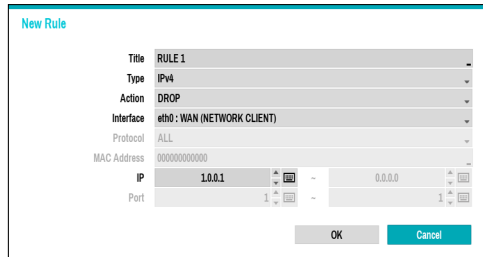 New Rule
Title RULE 1
Type IPv4
Action DROP
Interface eth0 : WAN (NETWORK CLIENT)
Protocol ALL
MAC Address 000000000000
IP 1.0.0.1 ~ 0.0.0.0
Port 1 ~ 1
OK Cancel